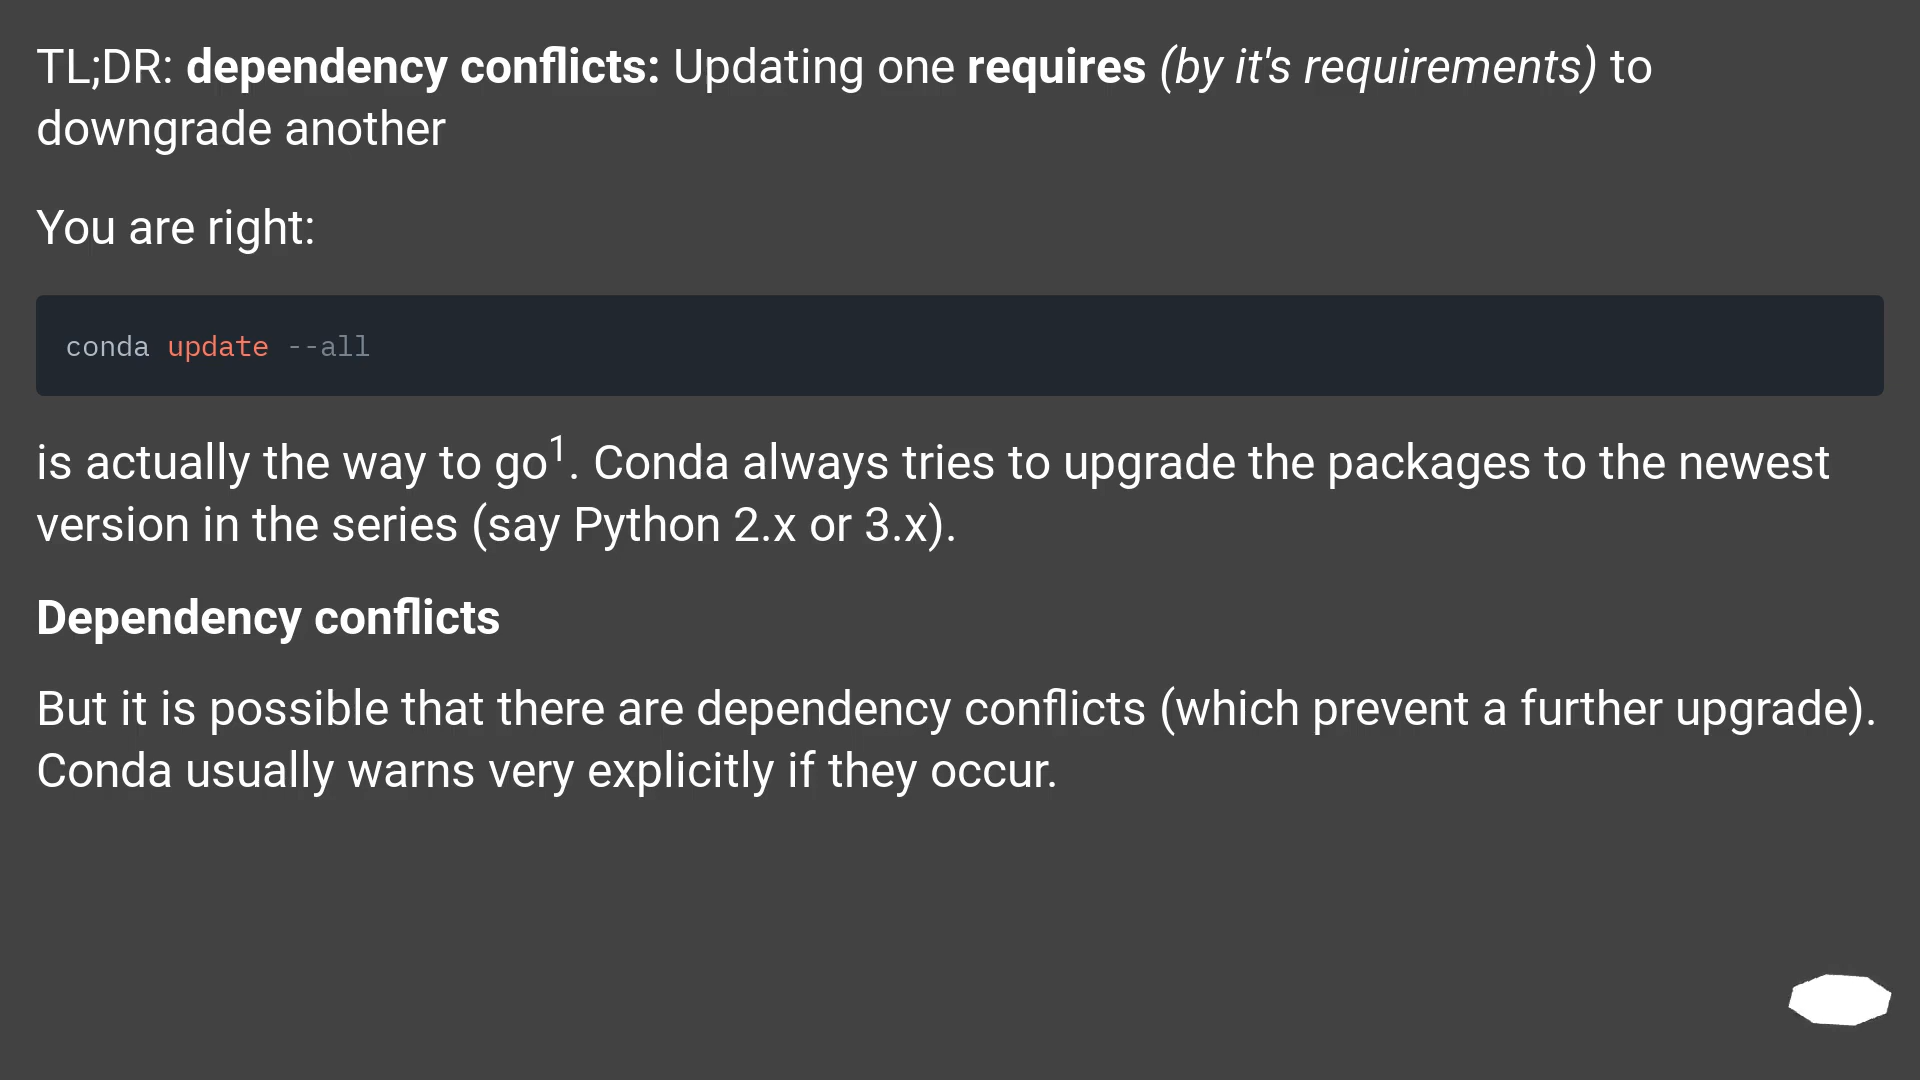 TL;DR: dependency conflicts: Updating one requires (by it's requirements) to
downgrade another
You are right:
conda update --all
is actually the way to go¹. Conda always tries to upgrade the packages to the newest
version in the series (say Python 2.x or 3.x).
Dependency conflicts
But it is possible that there are dependency conflicts (which prevent a further upgrade).
Conda usually warns very explicitly if they occur.